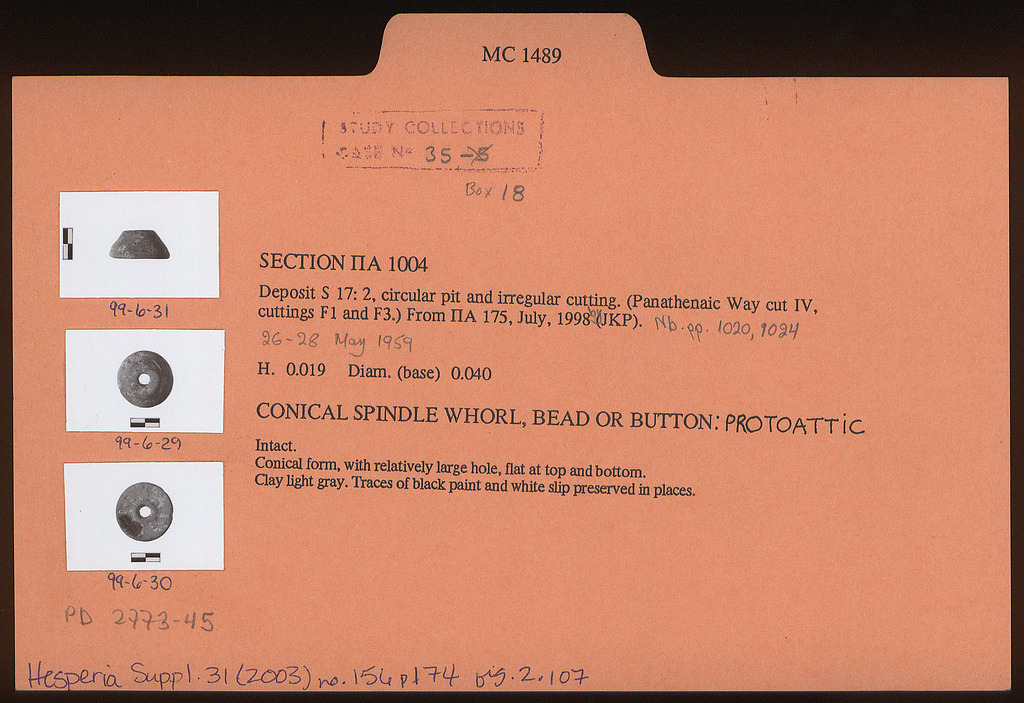 MC 1489
STUDY COLLECTIONS
CASE No 35 -5
Box 18
SECTION ΠΑ 1004
Deposit S 17: 2, circular pit and irregular cutting. (Panathenaic Way cut IV,
cuttings F1 and F3.) From ΠΑ 175, July, 1998 (JKP). Nb. pp. 1020, 1024
26-28 May 1959
H. 0.019 Diam. (base) 0.040
CONICAL SPINDLE WHORL, BEAD OR BUTTON: PROTOATTIC
Intact.
Conical form, with relatively large hole, flat at top and bottom.
Clay light gray. Traces of black paint and white slip preserved in places.
99-6-31
99-6-29
99-6-30
PD 2773-45
Hesperia Suppl. 31 (2003) no. 156 p174 fig. 2.107